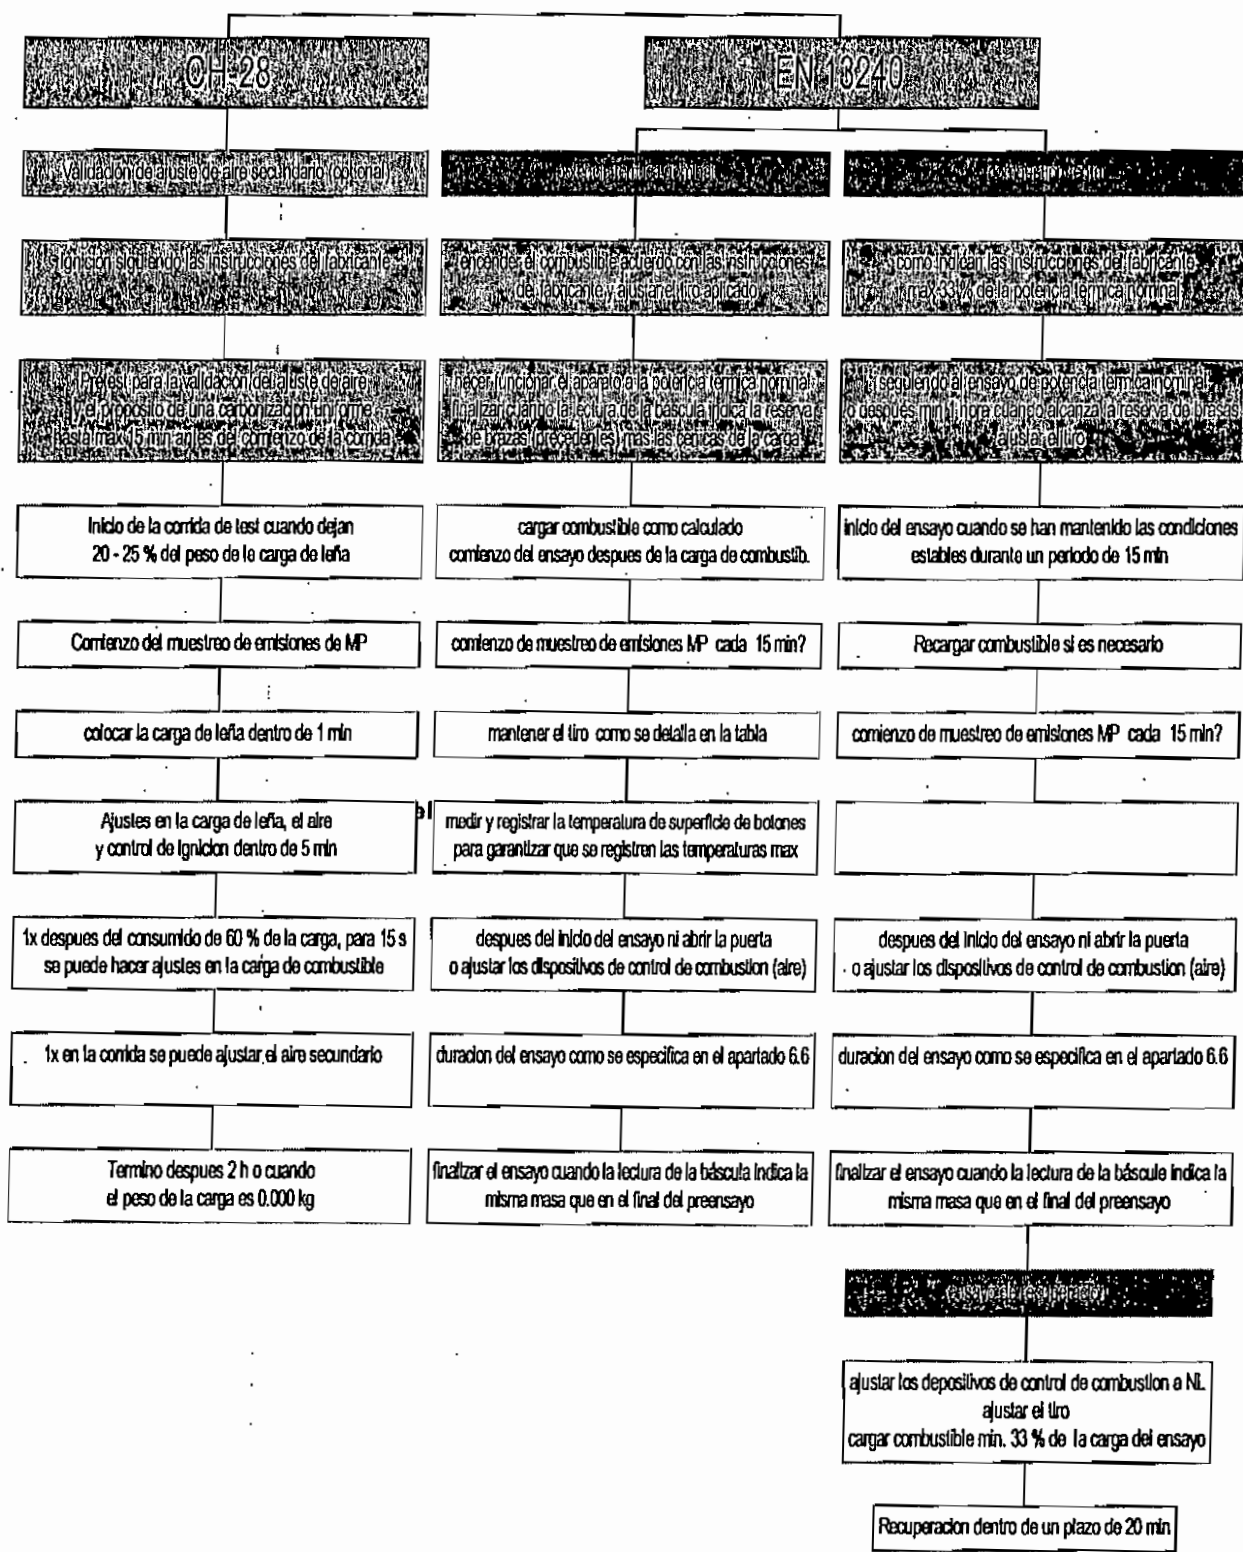 CH-28
EN 13240
Validación de ajuste de aire secundario (optional)
Ignición siguiendo las instrucciones del fabricante
encender el combustible acuerdo con las instrucciones
de fabricante y ajustar el tiro aplicado
como indican las instrucciones del fabricante
max 33 % de la potencia térmica nominal
Pretest para la validación del ajuste de aire
y el proposito de una carbonización uniforme
hasta max 15 min antes del comienzo de la corrida
hacer funcionar el aparato a la potencia térmica nominal
finalizar cuando la lectura de la báscula indica la reserva
de brazas (precedentes) mas las cenicas de la carga
siguiendo al ensayo de potencia térmica nominal
o después min 1 hora cuando alcanza la reserva de brasas
ajustar el tiro
Inicio de la corrida de test cuando dejan
20 - 25 % del peso de le carga de leña
cargar combustible como calculado
comienzo del ensayo despues de la carga de combustib.
inicio del ensayo cuando se han mantenido las condiciones
estables durante un periodo de 15 min
Comienzo del muestreo de emisiones de MP
comienzo de muestreo de emisiones MP cada 15 min?
Recargar combustible si es necesario
colocar la carga de leña dentro de 1 min
mantener el tiro como se detalla en la tabla
comienzo de muestreo de emisiones MP cada 15 min?
Ajustes en la carga de leña, el aire
y control de ignicion dentro de 5 min
medir y registrar la temperatura de superficie de botones
para garantizar que se registren las temperaturas max
1x despues del consumido de 60 % de la carga, para 15 s
se puede hacer ajustes en la carga de combustible
despues del inicio del ensayo ni abrir la puerta
o ajustar los dispositivos de control de combustion (aire)
despues del inicio del ensayo ni abrir la puerta
o ajustar los dispositivos de control de combustion (aire)
1x en la corrida se puede ajustar el aire secundario
duracion del ensayo como se especifica en el apartado 6.6
duracion del ensayo como se especifica en el apartado 6.6
Termino despues 2 h o cuando
el peso de la carga es 0.000 kg
finalizar el ensayo cuando la lectura de la báscula indica la
misma masa que en el final del preensayo
finalizar el ensayo cuando la lectura de la báscule indica la
misma masa que en el final del preensayo
ensayo de recuperación
ajustar los depositivos de control de combustion a NL
ajustar el tiro
cargar combustible min. 33 % de la carga del ensayo
Recuperacion dentro de un plazo de 20 min